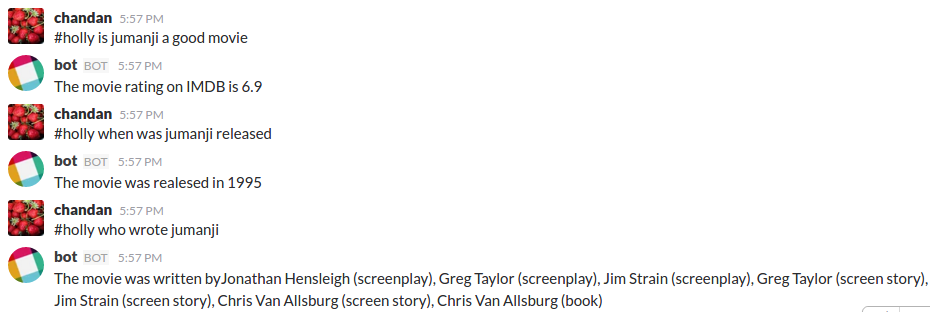 chandan 5:57 PM
#holly is jumanji a good movie
bot BOT 5:57 PM
The movie rating on IMDB is 6.9
chandan 5:57 PM
#holly when was jumanji released
bot BOT 5:57 PM
The movie was realesed in 1995
chandan 5:57 PM
#holly who wrote jumanji
bot BOT 5:57 PM
The movie was written byJonathan Hensleigh (screenplay), Greg Taylor (screenplay), Jim Strain (screenplay), Greg Taylor (screen story),
Jim Strain (screen story), Chris Van Allsburg (screen story), Chris Van Allsburg (book)